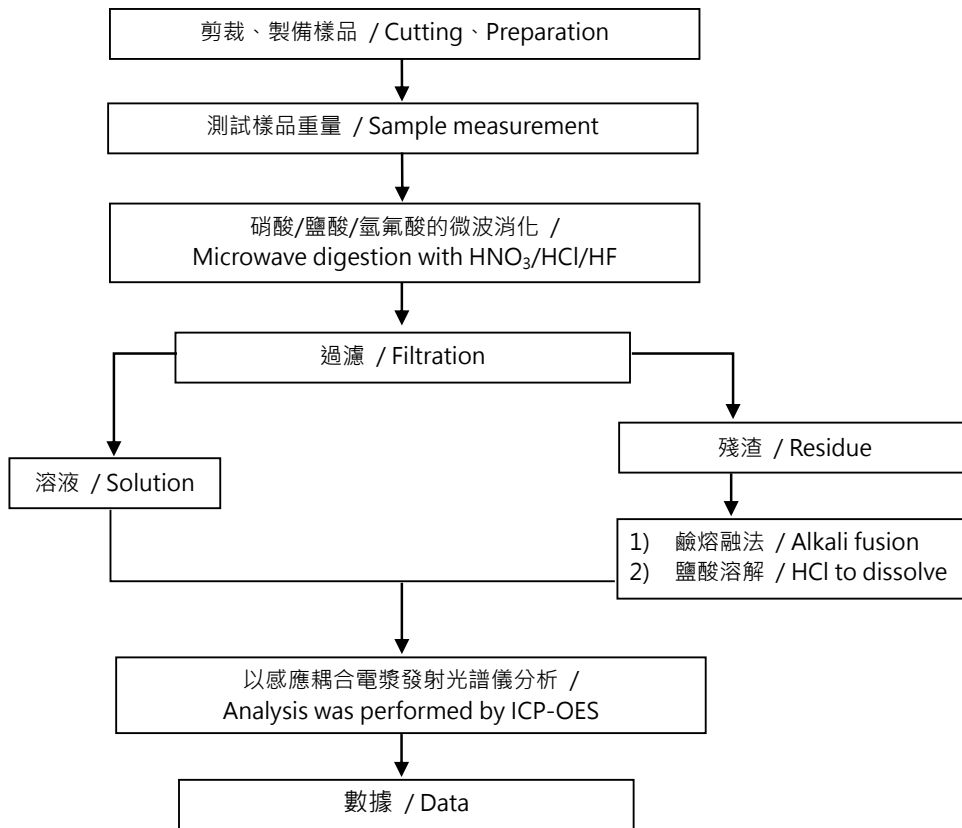 剪裁、製備樣品 / Cutting、Preparation
測試樣品重量 / Sample measurement
硝酸/鹽酸/氫氟酸的微波消化 /
Microwave digestion with HNO₃/HCl/HF
過濾 / Filtration
溶液 / Solution
殘渣 / Residue
1) 鹼熔融法 / Alkali fusion
2) 鹽酸溶解 / HCl to dissolve
以感應耦合電漿發射光譜儀分析 /
Analysis was performed by ICP-OES
數據 / Data